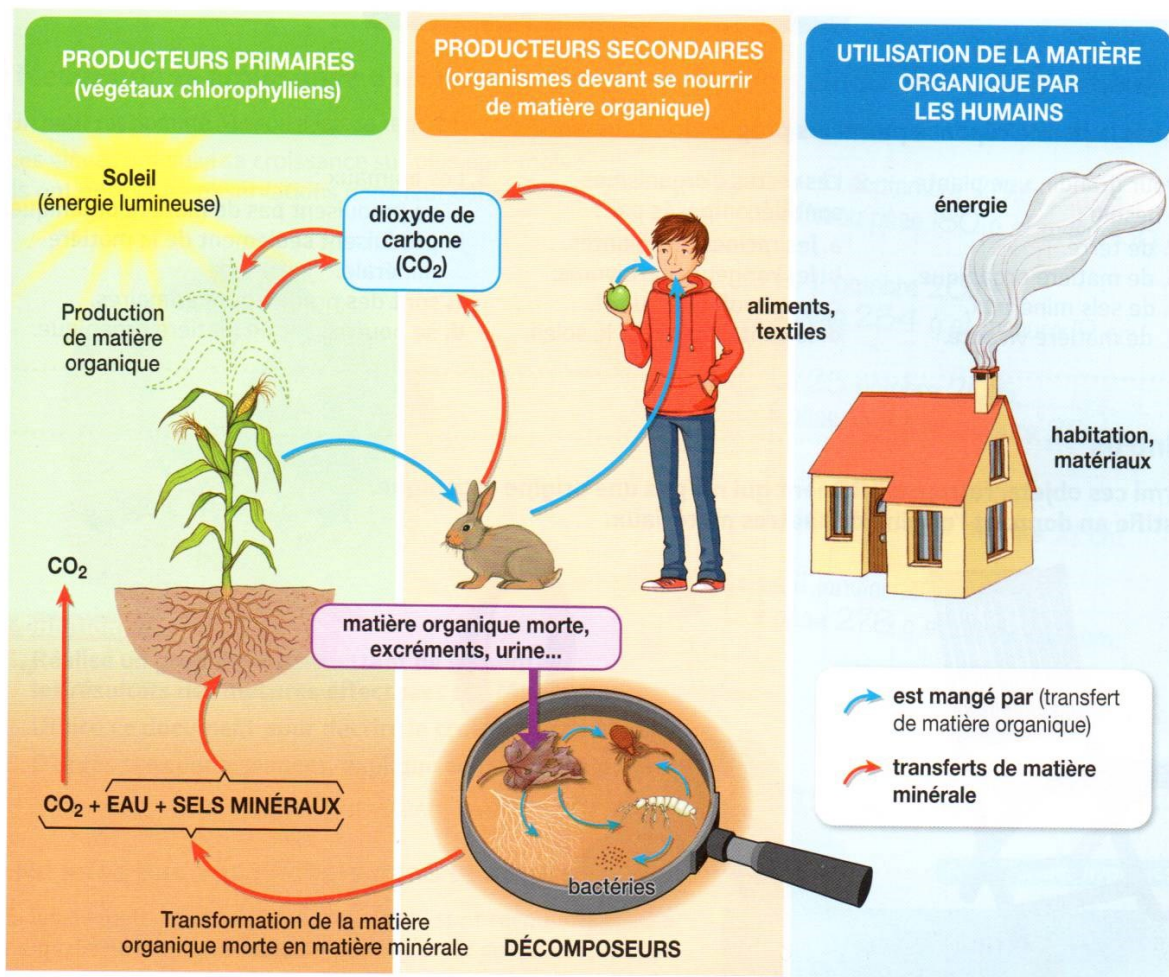 PRODUCTEURS PRIMAIRES
(végétaux chlorophylliens)
PRODUCTEURS SECONDAIRES
(organismes devant se nourrir
de matière organique)
UTILISATION DE LA MATIÈRE
ORGANIQUE PAR
LES HUMAINS
Soleil
(énergie lumineuse)
dioxyde de
carbone
(CO₂)
énergie
Production
de matière
organique
aliments,
textiles
habitation,
matériaux
CO₂
matière organique morte,
excréments, urine...
est mangé par (transfert
de matière organique)
transferts de matière
minérale
CO₂ + EAU + SELS MINÉRAUX
bactéries
Transformation de la matière
organique morte en matière minérale
DÉCOMPOSEURS